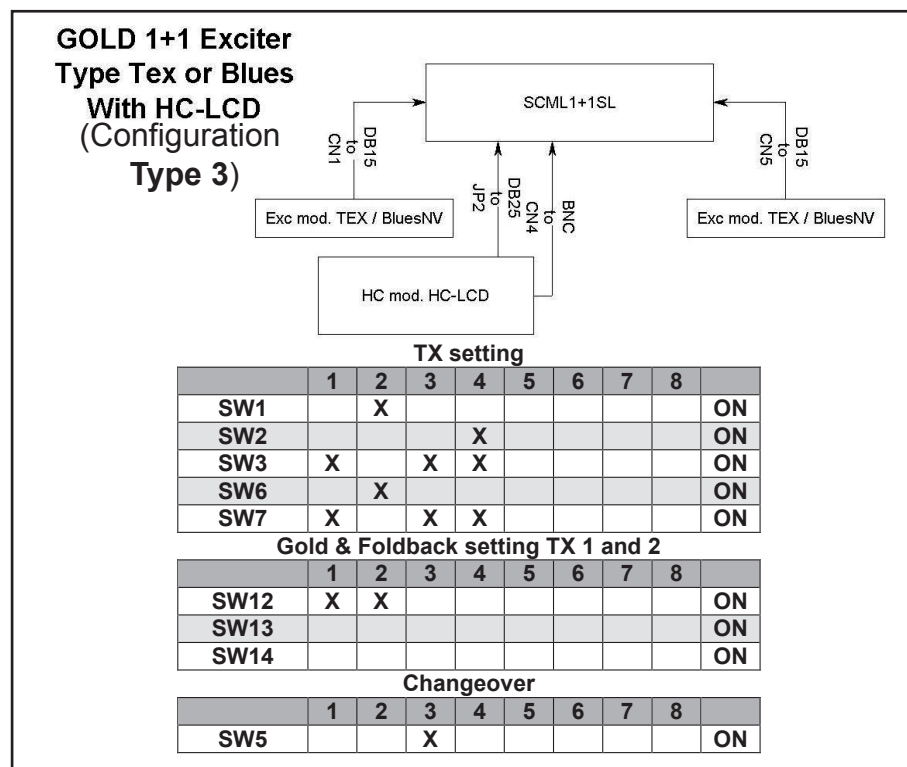 GOLD 1+1 Exciter
Type Tex or Blues
With HC-LCD
(Configuration
Type 3)
SCML1+1SL
DB15
to
CN1
DB15
to
CN5
DB25
to
JP2
BNC
to
CN4
Exc mod. TEX / BluesNV
Exc mod. TEX / BluesNV
HC mod. HC-LCD
TX setting
1 2 3 4 5 6 7 8
SW1 X ON
SW2 X ON
SW3 X X X ON
SW6 X ON
SW7 X X X ON
Gold & Foldback setting TX 1 and 2
1 2 3 4 5 6 7 8
SW12 X X ON
SW13 ON
SW14 ON
Changeover
1 2 3 4 5 6 7 8
SW5 X ON